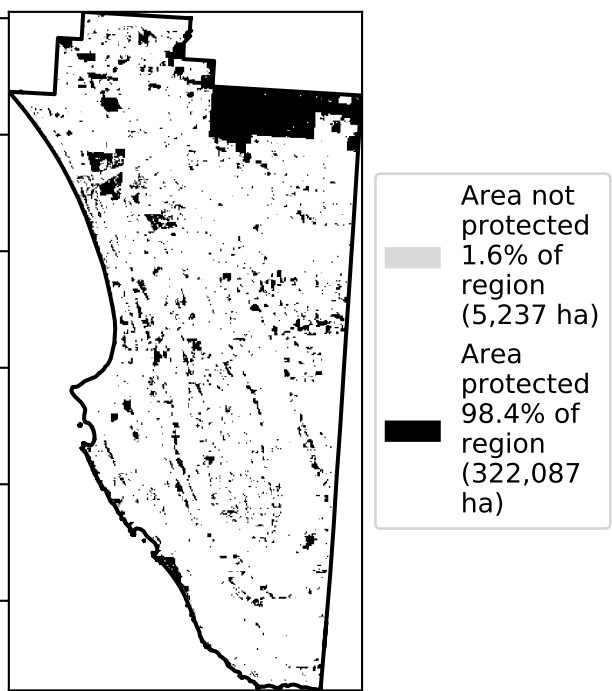 Area not
protected
1.6% of
region
(5,237 ha)
Area
protected
98.4% of
region
(322,087
ha)